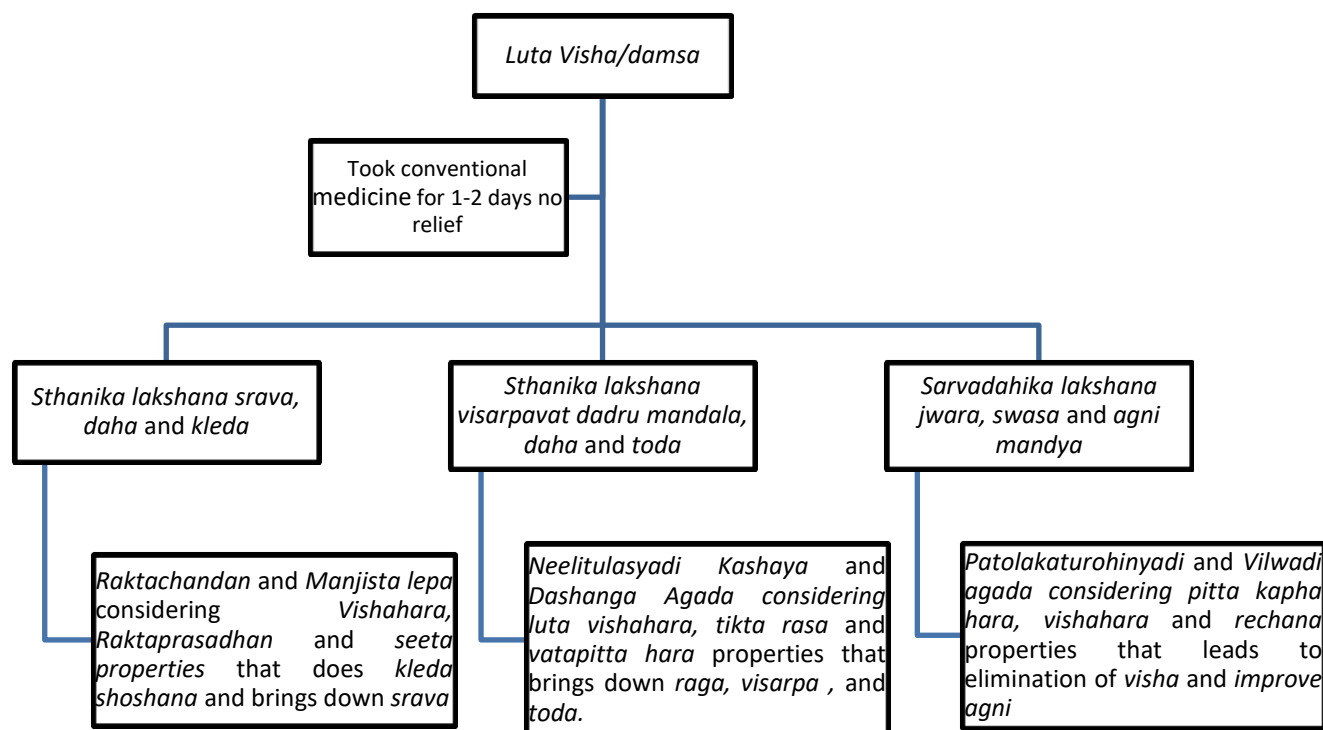 Luta Visha/damsa
Took conventional
medicine for 1-2 days no
relief
Sthanika lakshana srava,
daha and kleda
Sthanika lakshana
visarpavat dadru mandala,
daha and toda
Sarvadahika lakshana
jwara, swasa and agni
mandya
Raktachandan and Manjista lepa
considering Vishahara,
Raktaprasadhan and seeta
properties that does kleda
shoshana and brings down srava
Neelitulasyadi Kashaya and
Dashanga Agada considering
luta vishahara, tikta rasa and
vatapitta hara properties that
brings down raga, visarpa , and
toda.
Patolakaturohinyadi and Vilwadi
agada considering pitta kapha
hara, vishahara and rechana
properties that leads to
elimination of visha and improve
agni